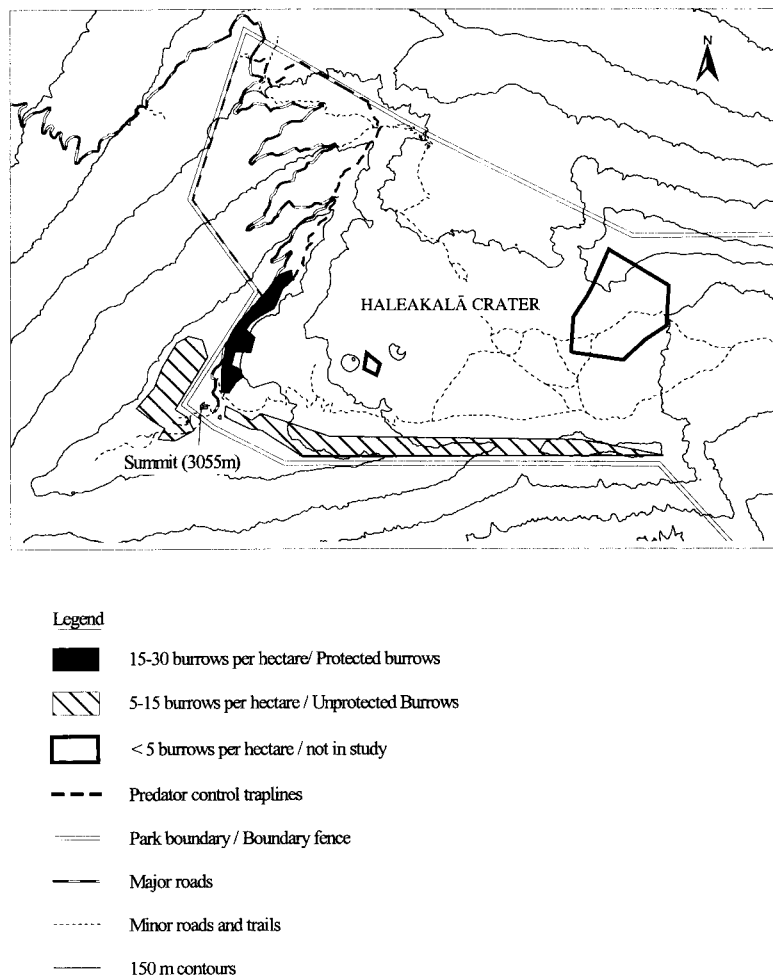 N
HALEAKALĀ CRATER
Summit (3055m)
Legend
15-30 burrows per hectare/ Protected burrows
5-15 burrows per hectare / Unprotected Burrows
< 5 burrows per hectare / not in study
Predator control traplines
Park boundary / Boundary fence
Major roads
Minor roads and trails
150 m contours